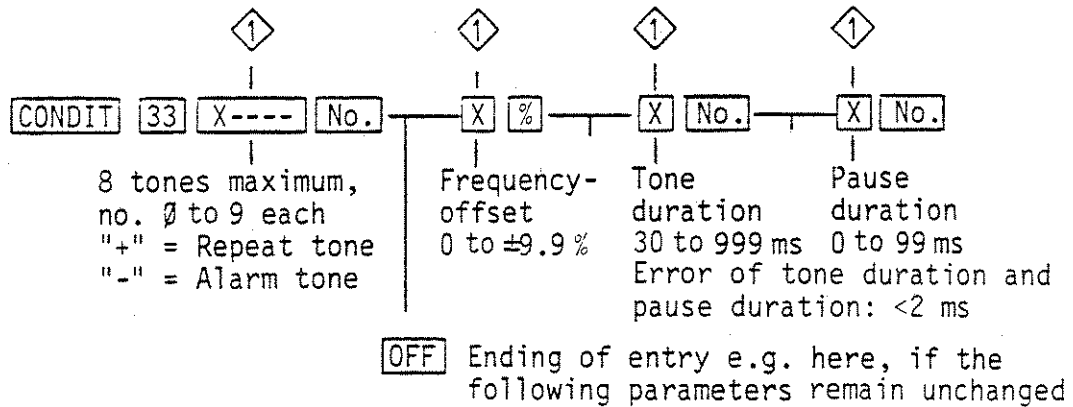 1 1 1 1
CONDIT 33 X---- No. X % X No. X No.
8 tones maximum,
no. Ø to 9 each
"+" = Repeat tone
"-" = Alarm tone
Frequency-
offset
0 to ±9.9 %
Tone
duration
30 to 999 ms
Pause
duration
0 to 99 ms
Error of tone duration and
pause duration: <2 ms
OFF Ending of entry e.g. here, if the
following parameters remain unchanged